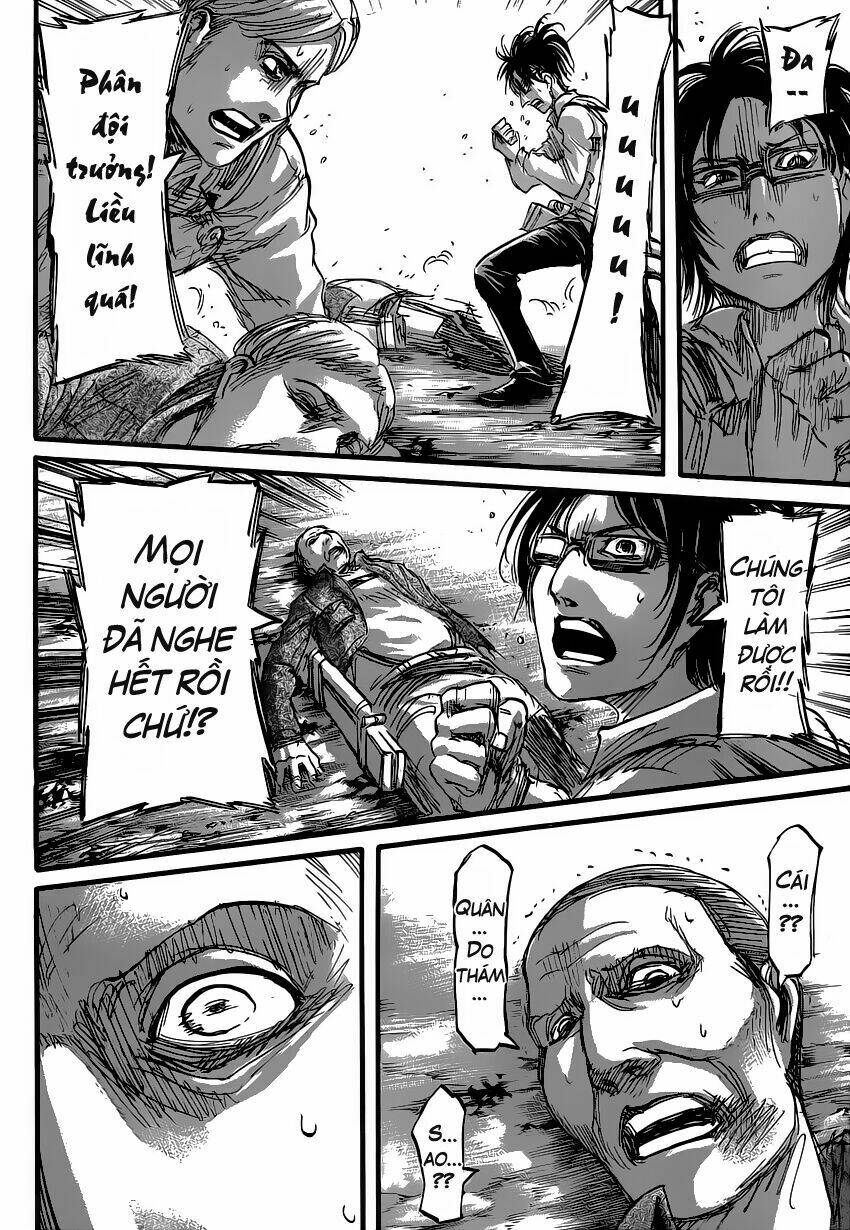 Đa
--
u
u
u
u
u
u!
Phân
đội
trưởng!
Liều
lĩnh
quá!
CHÚNG
TÔI
LÀM
ĐƯỢC
RỒI!!
MỌI
NGƯỜI
ĐÃ NGHE
HẾT RỒI
CHỨ!?
CÁI
...
??
QUÂN
...
DO
THÁM
...
S...
AO...
??